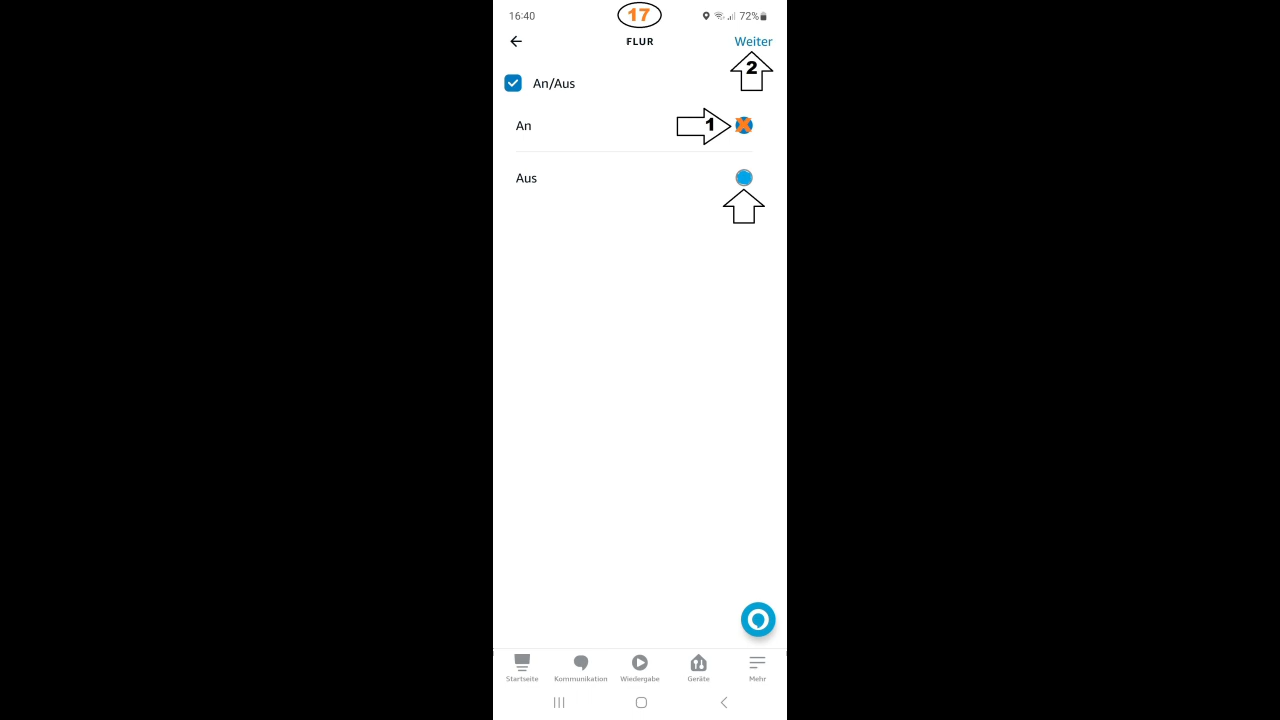 16:40 17 72%
FLUR Weiter
2
An/Aus
An 1
Aus
Startseite Kommunikation Wiedergabe Geräte Mehr